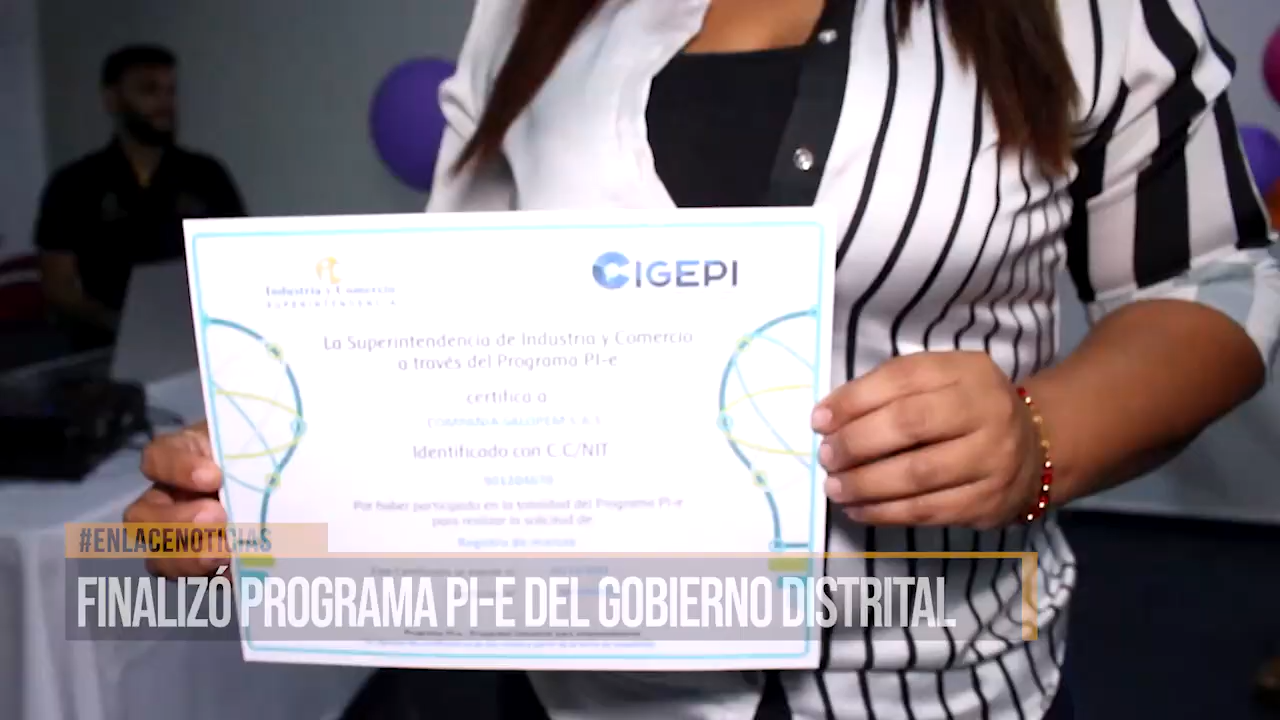 Industria y Comercio
SUPERINTENDENCIA
CIGEPI
La Superintendencia de Industria y Comercio
a través del Programa PI-e
certifica a
COMPAÑIA VALOPEM S.A.S
Identificado con C.C/NIT
Por haber participado en la totalidad del Programa PI-e
para realizar la solicitud de
Registro de marcas
#ENLACENOTICIAS
FINALIZÓ PROGRAMA PI-E DEL GOBIERNO DISTRITAL.